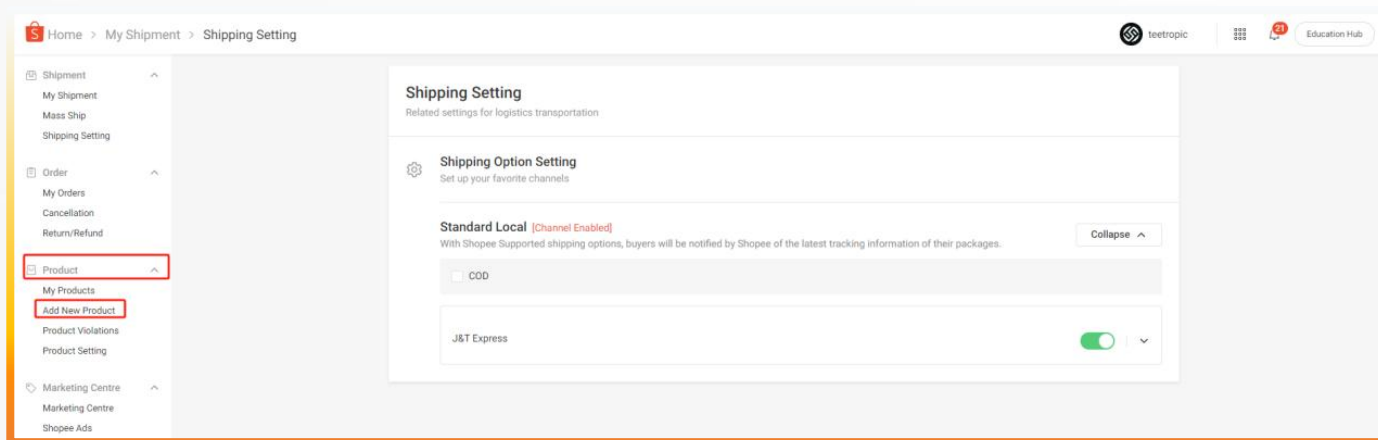 Home > My Shipment > Shipping Setting
teetropic
21
Education Hub
Shipment
My Shipment
Mass Ship
Shipping Setting
Order
My Orders
Cancellation
Return/Refund
Product
My Products
Add New Product
Product Violations
Product Setting
Marketing Centre
Marketing Centre
Shopee Ads
Shipping Setting
Related settings for logistics transportation
Shipping Option Setting
Set up your favorite channels
Standard Local [Channel Enabled]
With Shopee Supported shipping options, buyers will be notified by Shopee of the latest tracking information of their packages.
Collapse
COD
J&T Express